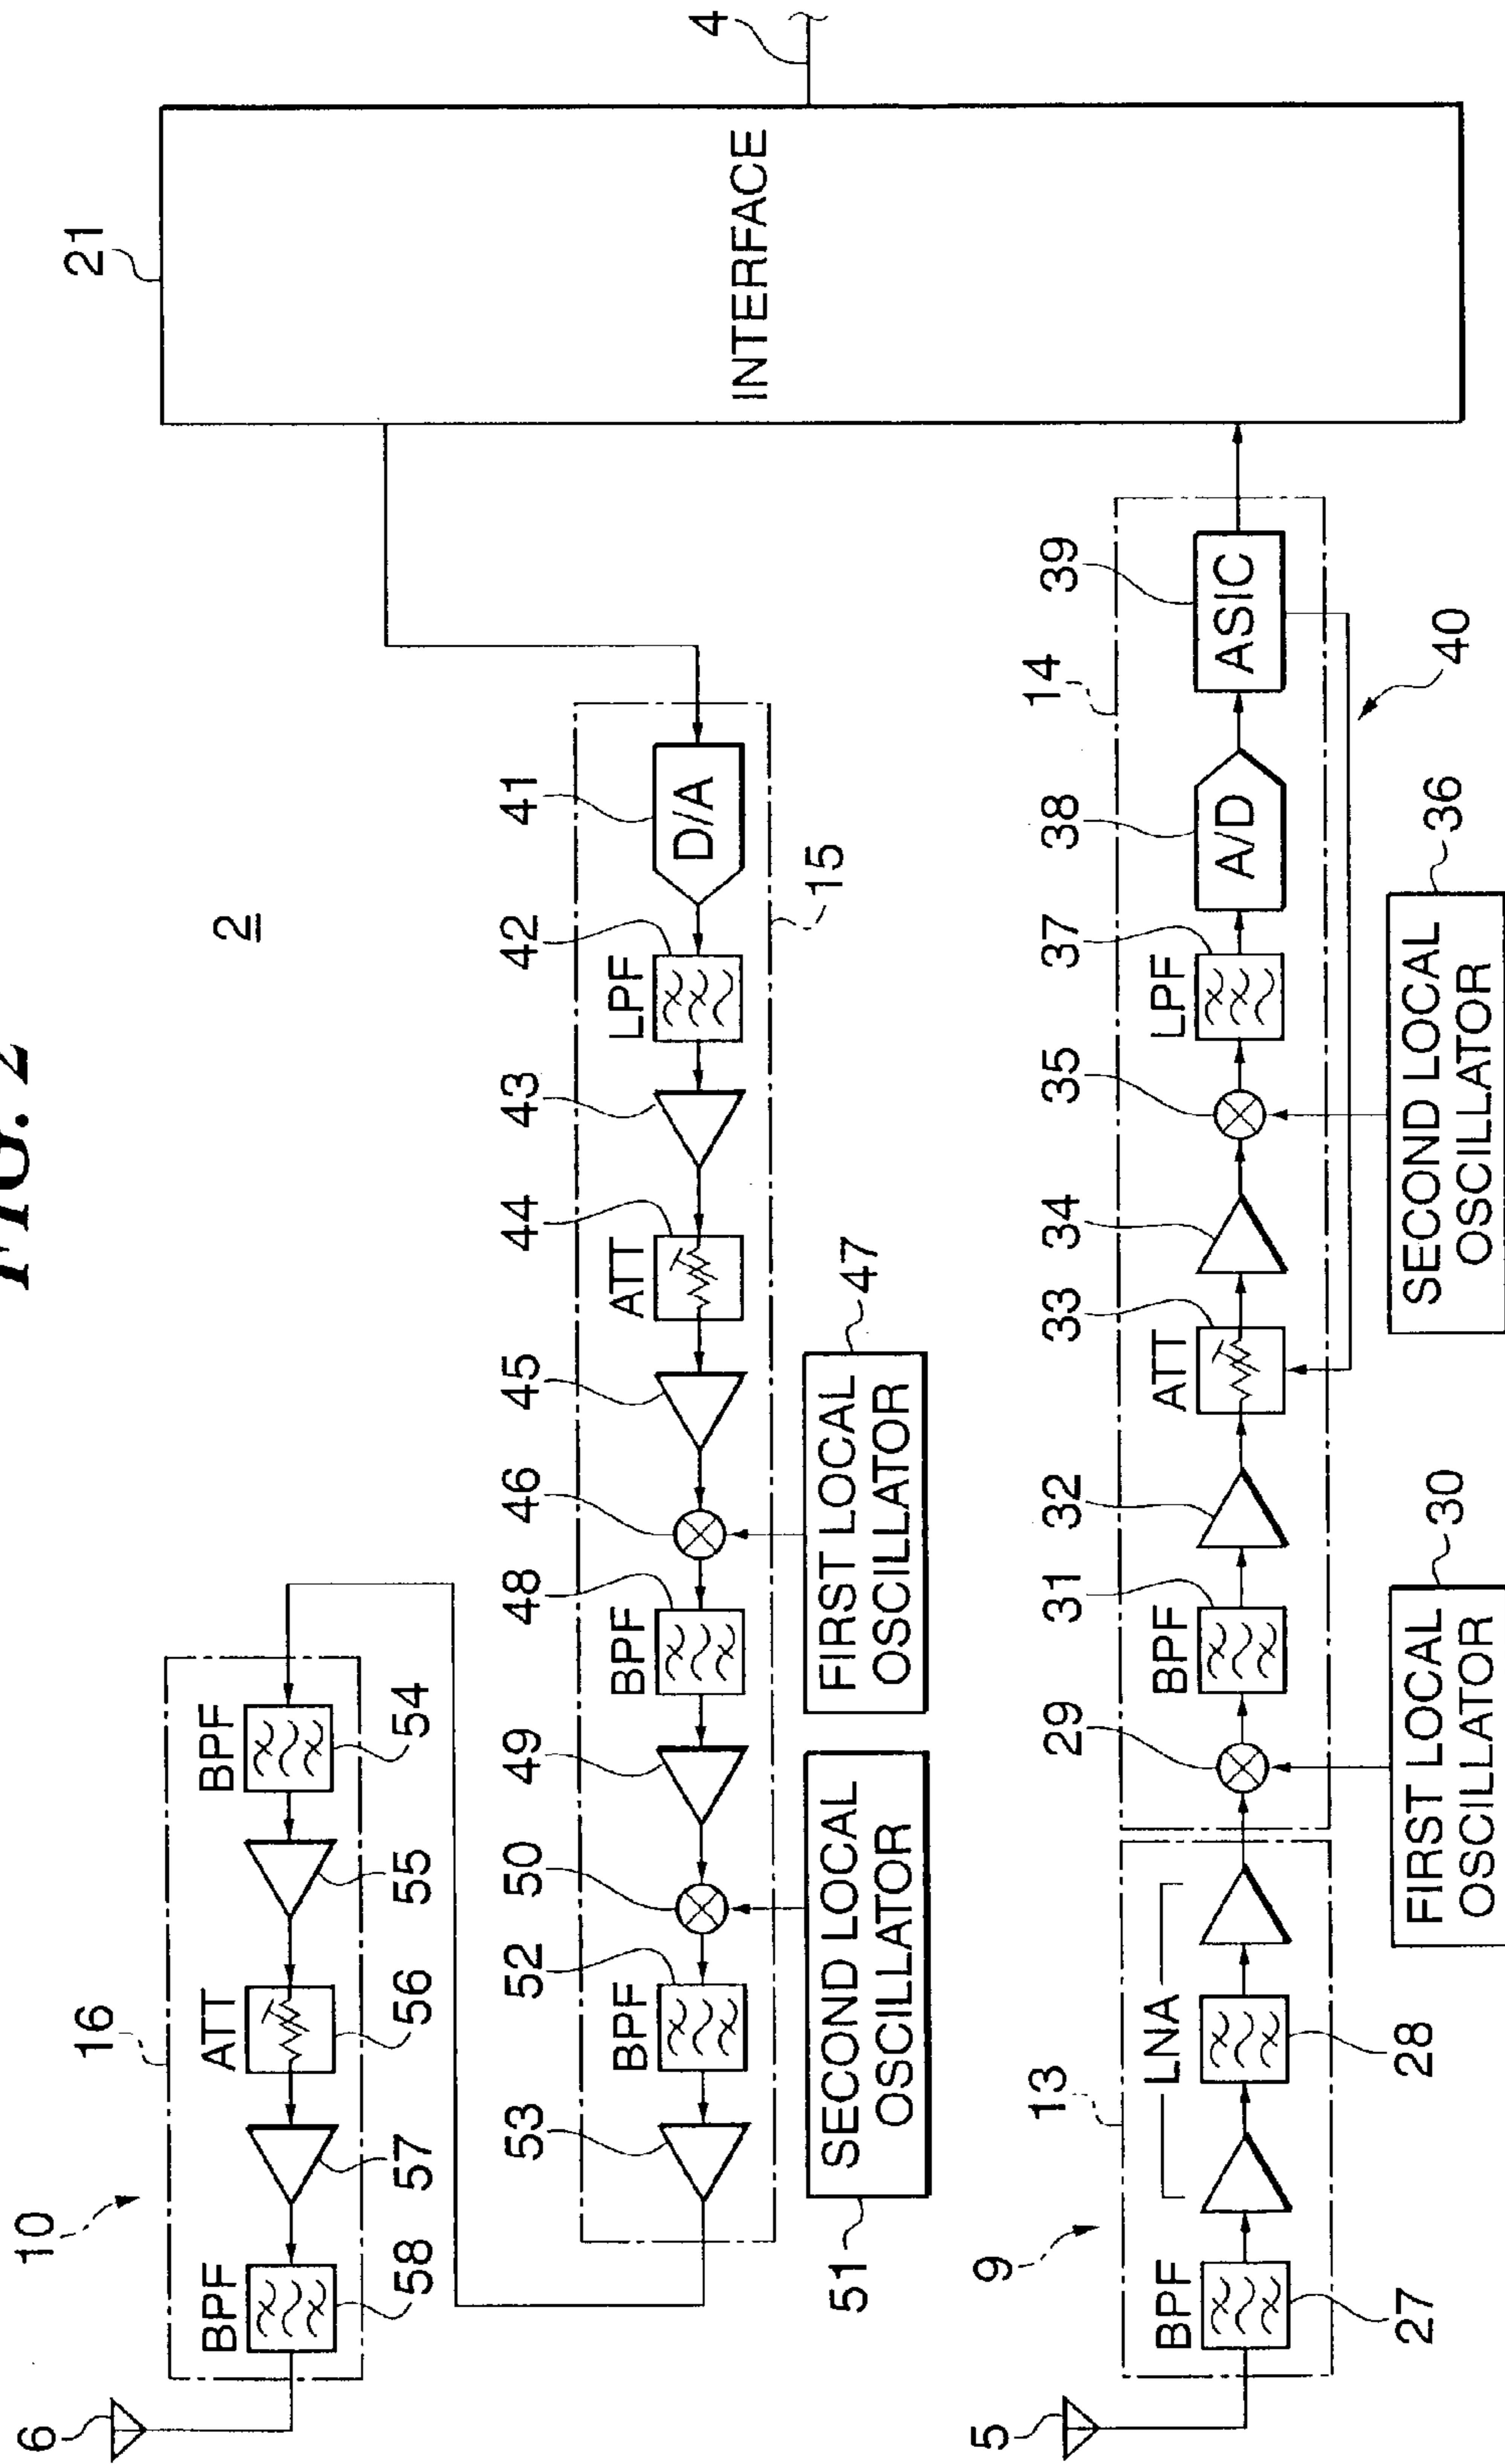 FIG. 2
2
21
INTERFACE
4
10
16
6
BPF
58
57
ATT
56
55
BPF
54
53
BPF
52
50
49
BPF
48
46
45
ATT
44
43
LPF
42
D/A
41
15
51
SECOND LOCAL
OSCILLATOR
FIRST LOCAL
OSCILLATOR
47
9
13
5
BPF
27
LNA
28
29
BPF
31
32
ATT
33
34
35
LPF
37
A/D
38
ASIC
39
14
40
FIRST LOCAL
OSCILLATOR
30
SECOND LOCAL
OSCILLATOR
36